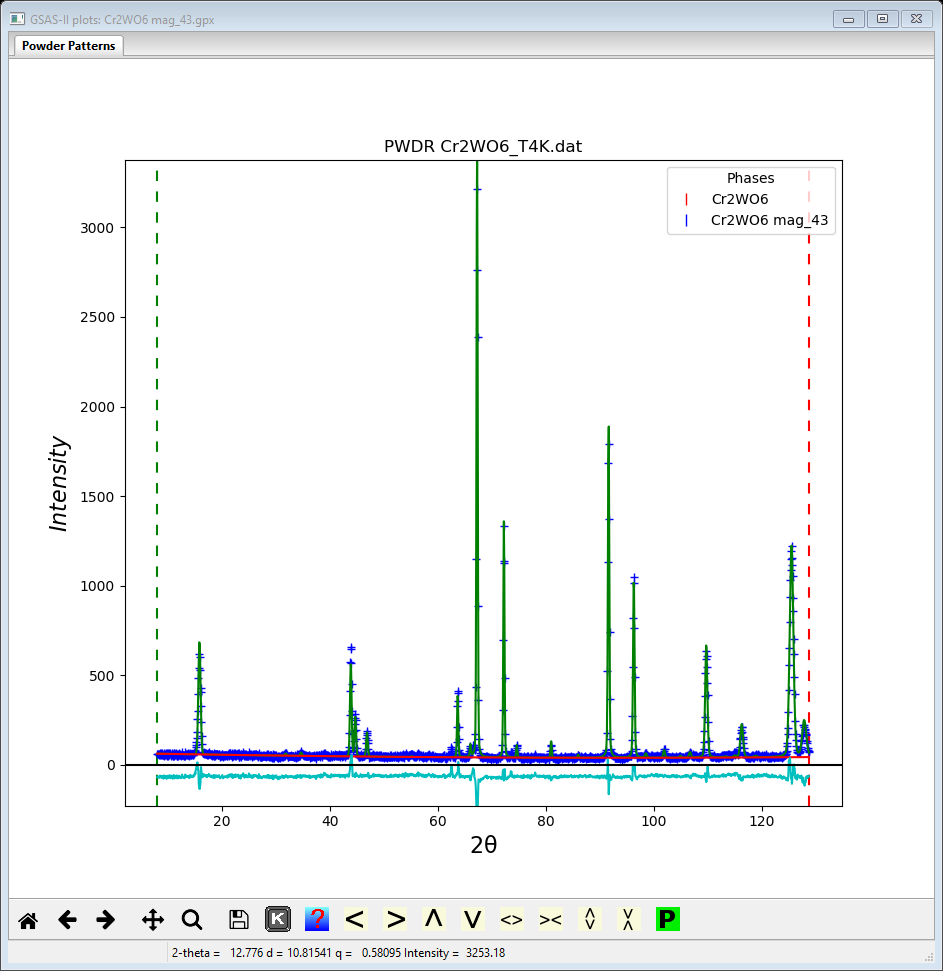 GSAS-II plots: Cr2WO6 mag_43.gpx
Powder Patterns
PWDR Cr2WO6_T4K.dat
Phases
Cr2WO6
Cr2WO6 mag_43
3000
2500
2000
1500
1000
500
0
Intensity
20 40 60 80 100 120
2θ
K ? < > Λ V <> >< P
2-theta = 12.776 d = 10.81541 q = 0.58095 Intensity = 3253.18